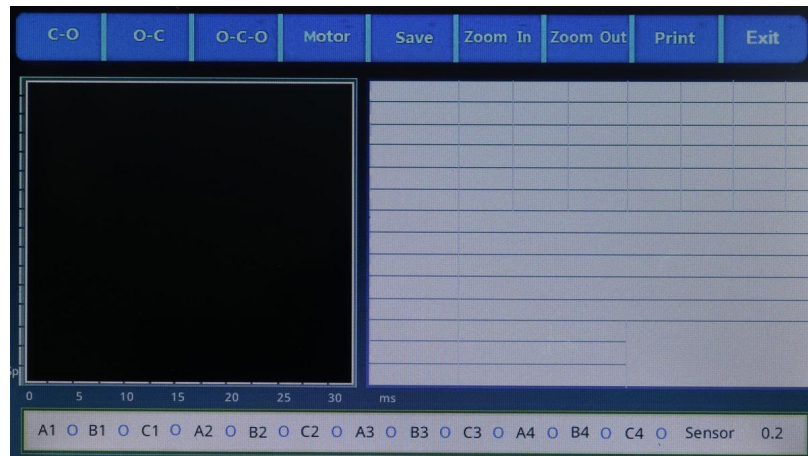 C-O O-C O-C-O Motor Save Zoom In Zoom Out Print Exit
Sp
0 5 10 15 20 25 30 ms
A1 O B1 O C1 O A2 O B2 O C2 O A3 O B3 O C3 O A4 O B4 O C4 O Sensor 0.2